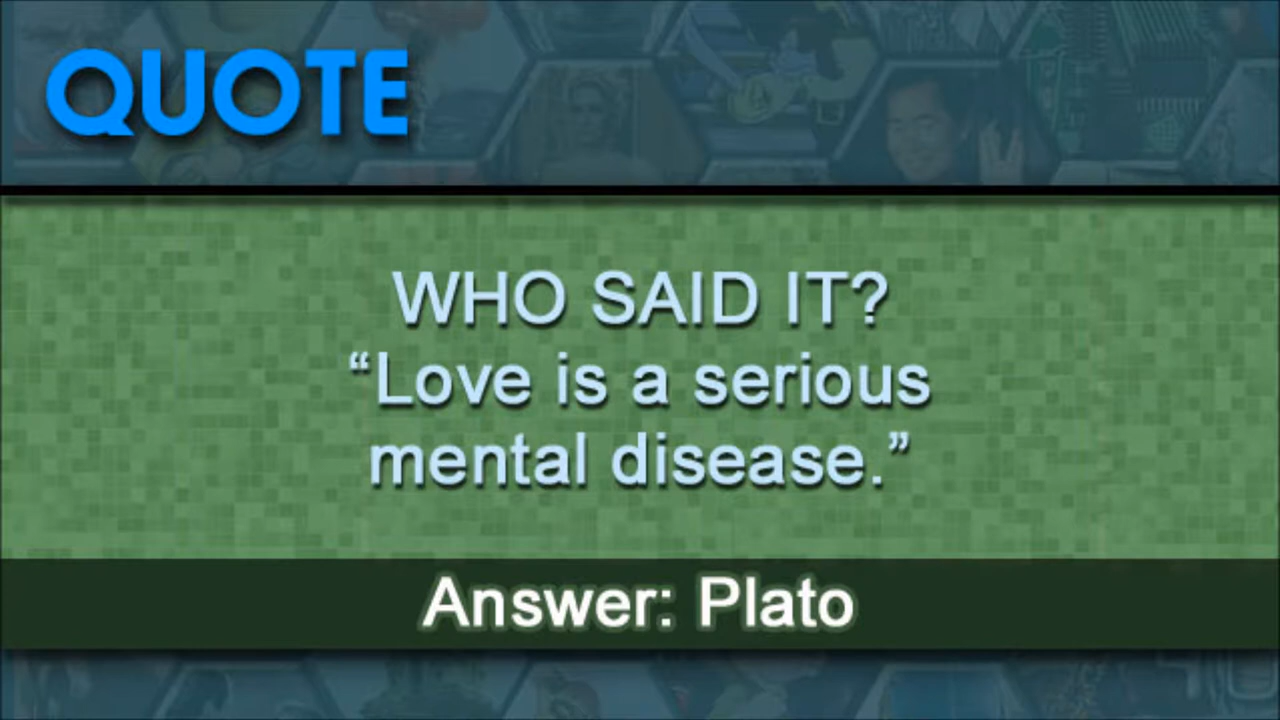 QUOTE
WHO SAID IT?
“Love is a serious
mental disease.”
Answer: Plato